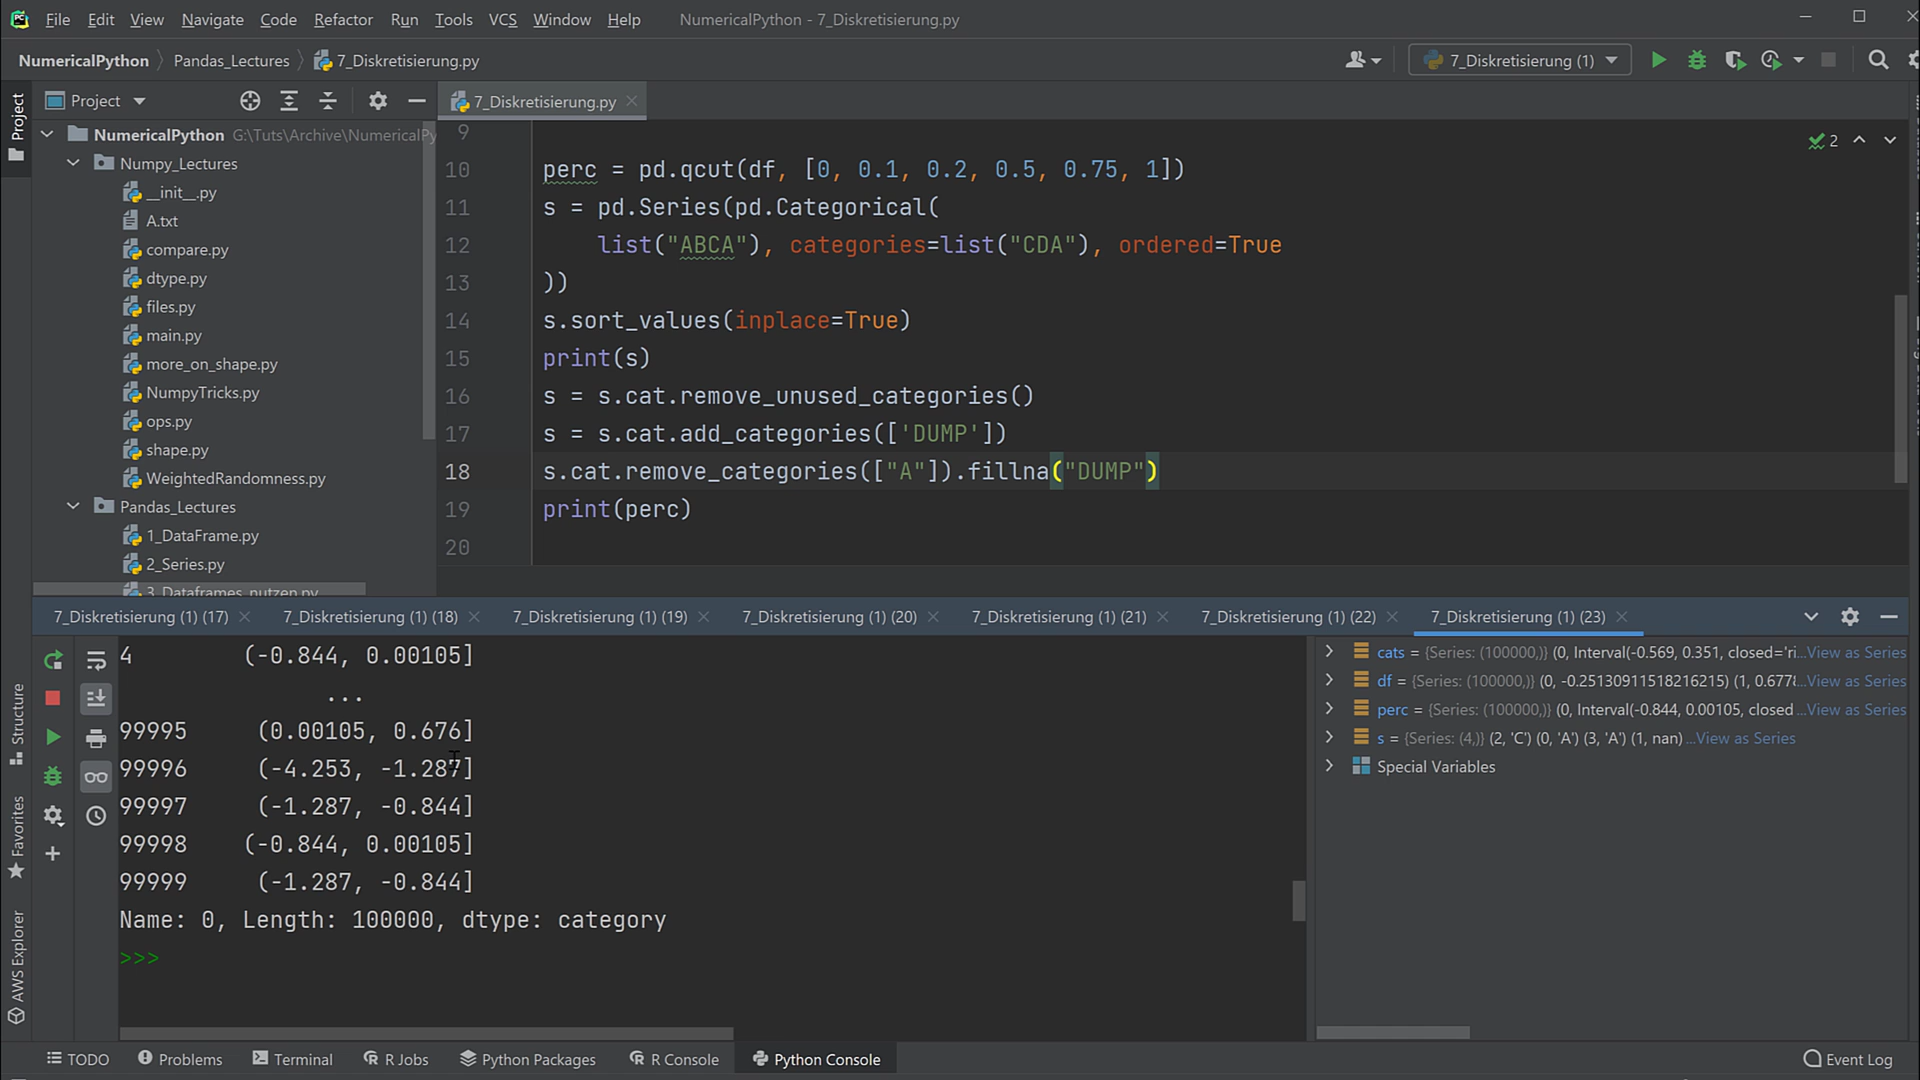 PC File Edit View Navigate Code Refactor Run Tools VCS Window Help NumericalPython - 7_Diskretisierung.py
NumericalPython Pandas_Lectures 7_Diskretisierung.py 7_Diskretisierung (1)
Project
Project 7_Diskretisierung.py
NumericalPython G:\Tuts\Archive\NumericalPy
Numpy_Lectures
__init__.py
A.txt
compare.py
dtype.py
files.py
main.py
more_on_shape.py
NumpyTricks.py
ops.py
shape.py
WeightedRandomness.py
Pandas_Lectures
1_DataFrame.py
2_Series.py
3_Dataframes_nutzen.py
2
9
10 perc = pd.qcut(df, [0, 0.1, 0.2, 0.5, 0.75, 1])
11 s = pd.Series(pd.Categorical(
12 list("ABCA"), categories=list("CDA"), ordered=True
13 ))
14 s.sort_values(inplace=True)
15 print(s)
16 s = s.cat.remove_unused_categories()
17 s = s.cat.add_categories(['DUMP'])
18 s.cat.remove_categories(["A"]).fillna("DUMP")
19 print(perc)
20
7_Diskretisierung (1) (17) 7_Diskretisierung (1) (18) 7_Diskretisierung (1) (19) 7_Diskretisierung (1) (20) 7_Diskretisierung (1) (21) 7_Diskretisierung (1) (22) 7_Diskretisierung (1) (23)
4 (-0.844, 0.00105]
...
99995 (0.00105, 0.676]
99996 (-4.253, -1.287]
99997 (-1.287, -0.844]
99998 (-0.844, 0.00105]
99999 (-1.287, -0.844]
Name: 0, Length: 100000, dtype: category
>>>
cats = {Series: (100000,)} (0, Interval(-0.569, 0.351, closed='ri...View as Series
df = {Series: (100000,)} (0, -0.25130911518216215) (1, 0.677...View as Series
perc = {Series: (100000,)} (0, Interval(-0.844, 0.00105, closed ...View as Series
s = {Series: (4,)} (2, 'C') (0, 'A') (3, 'A') (1, nan) ...View as Series
Special Variables
Structure
Favorites
AWS Explorer
TODO Problems Terminal R Jobs Python Packages R Console Python Console Event Log